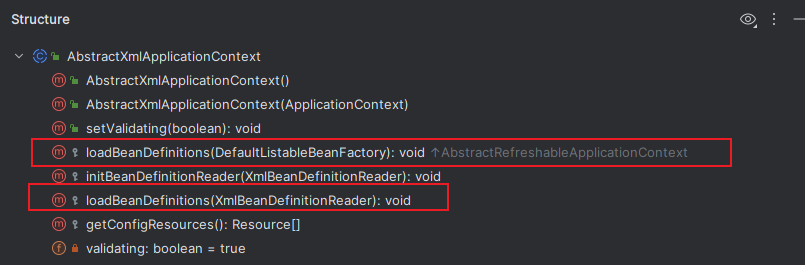 Structure
AbstractXmlApplicationContext
AbstractXmlApplicationContext()
AbstractXmlApplicationContext(ApplicationContext)
setValidating(boolean): void
loadBeanDefinitions(DefaultListableBeanFactory): void ↑AbstractRefreshableApplicationContext
initBeanDefinitionReader(XmlBeanDefinitionReader): void
loadBeanDefinitions(XmlBeanDefinitionReader): void
getConfigResources(): Resource[]
validating: boolean = true